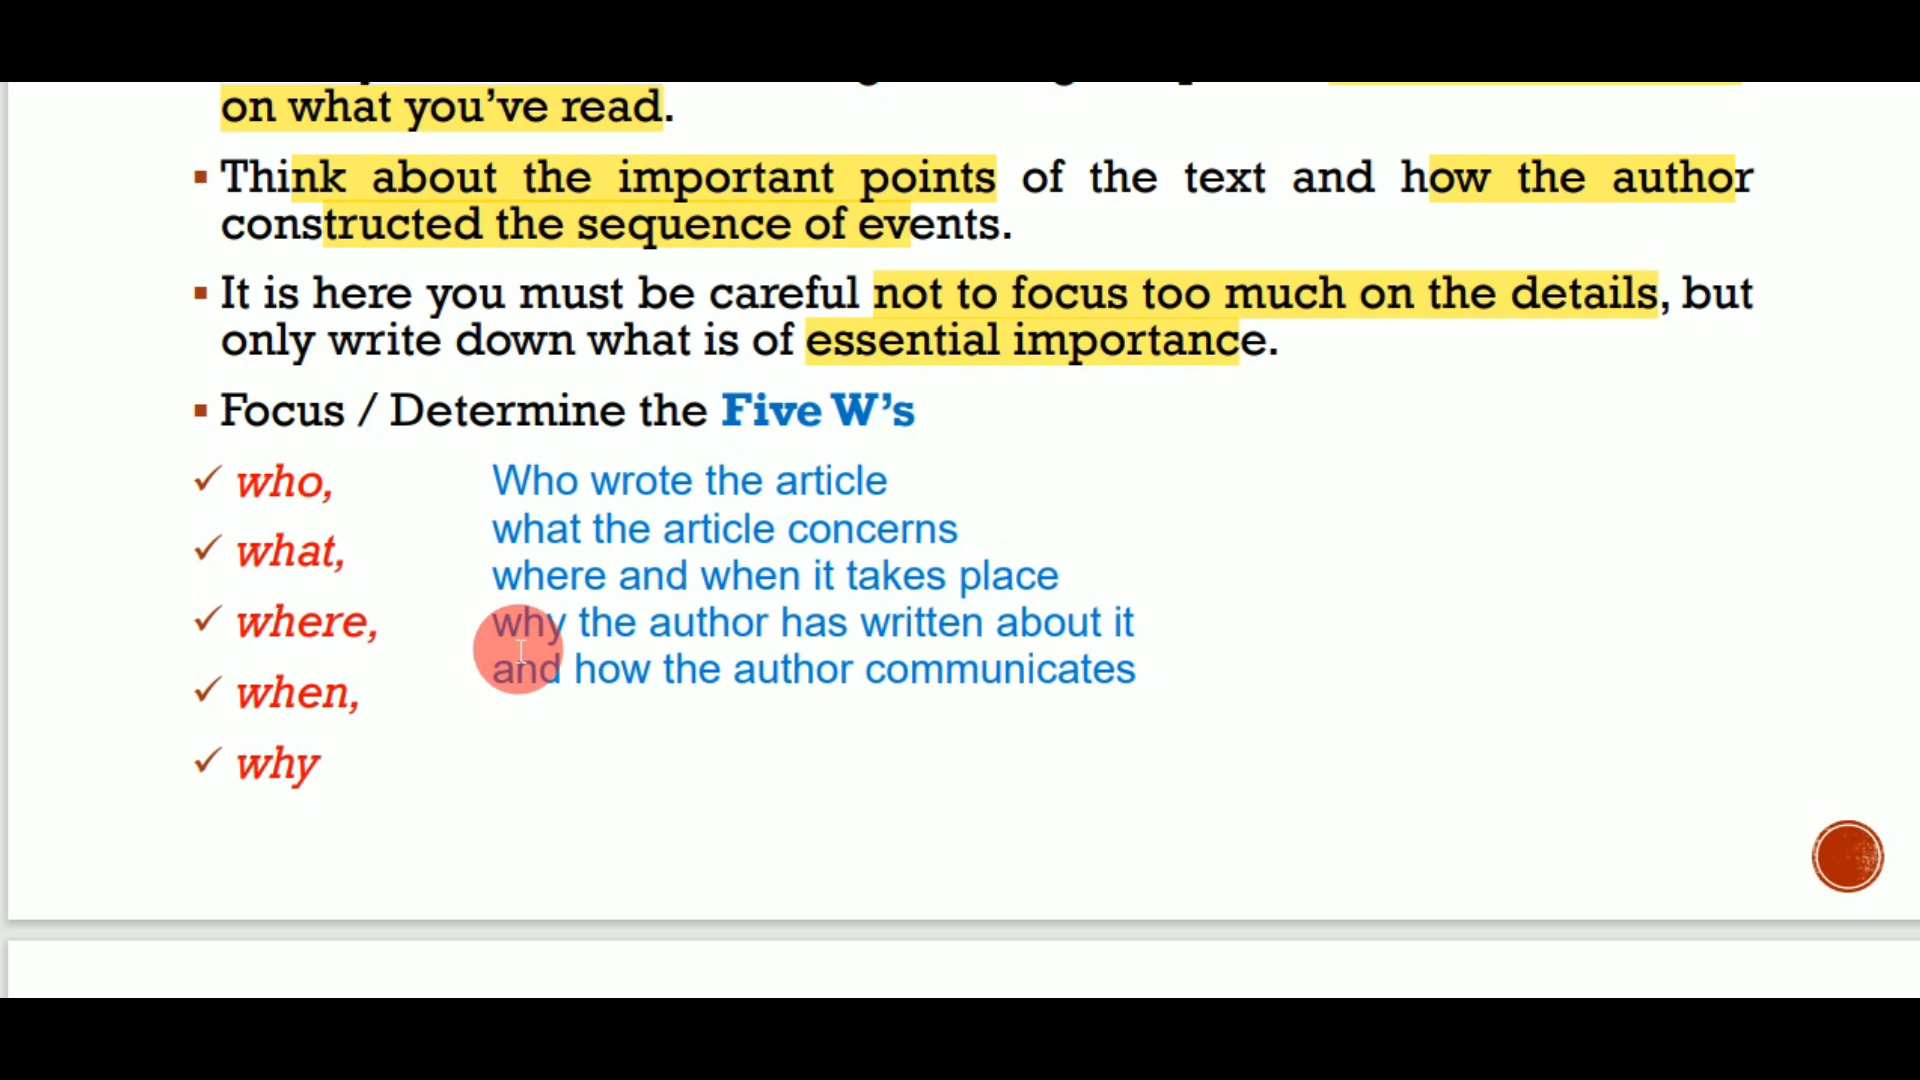 on what you've read.
▪ Think about the important points of the text and how the author
constructed the sequence of events.
▪ It is here you must be careful not to focus too much on the details, but
only write down what is of essential importance.
▪ Focus / Determine the Five W's
✓ who,
Who wrote the article
what the article concerns
✓ what,
where and when it takes place
✓ where,
why the author has written about it
and how the author communicates
✓ when,
✓ why